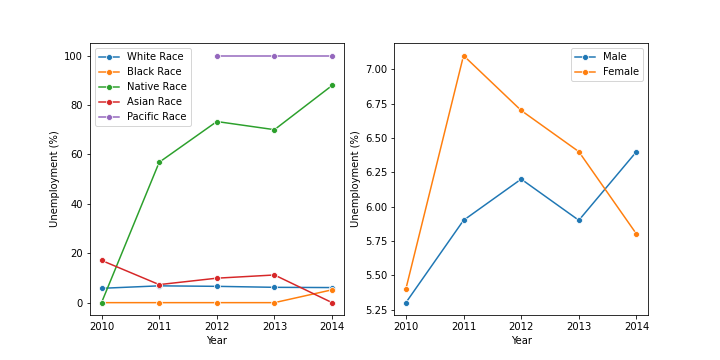 White Race
Black Race
Native Race
Asian Race
Pacific Race
100
80
60
40
20
0
Unemployment (%)
2010 2011 2012 2013 2014
Year
Male
Female
7.00
6.75
6.50
6.25
6.00
5.75
5.50
5.25
Unemployment (%)
2010 2011 2012 2013 2014
Year